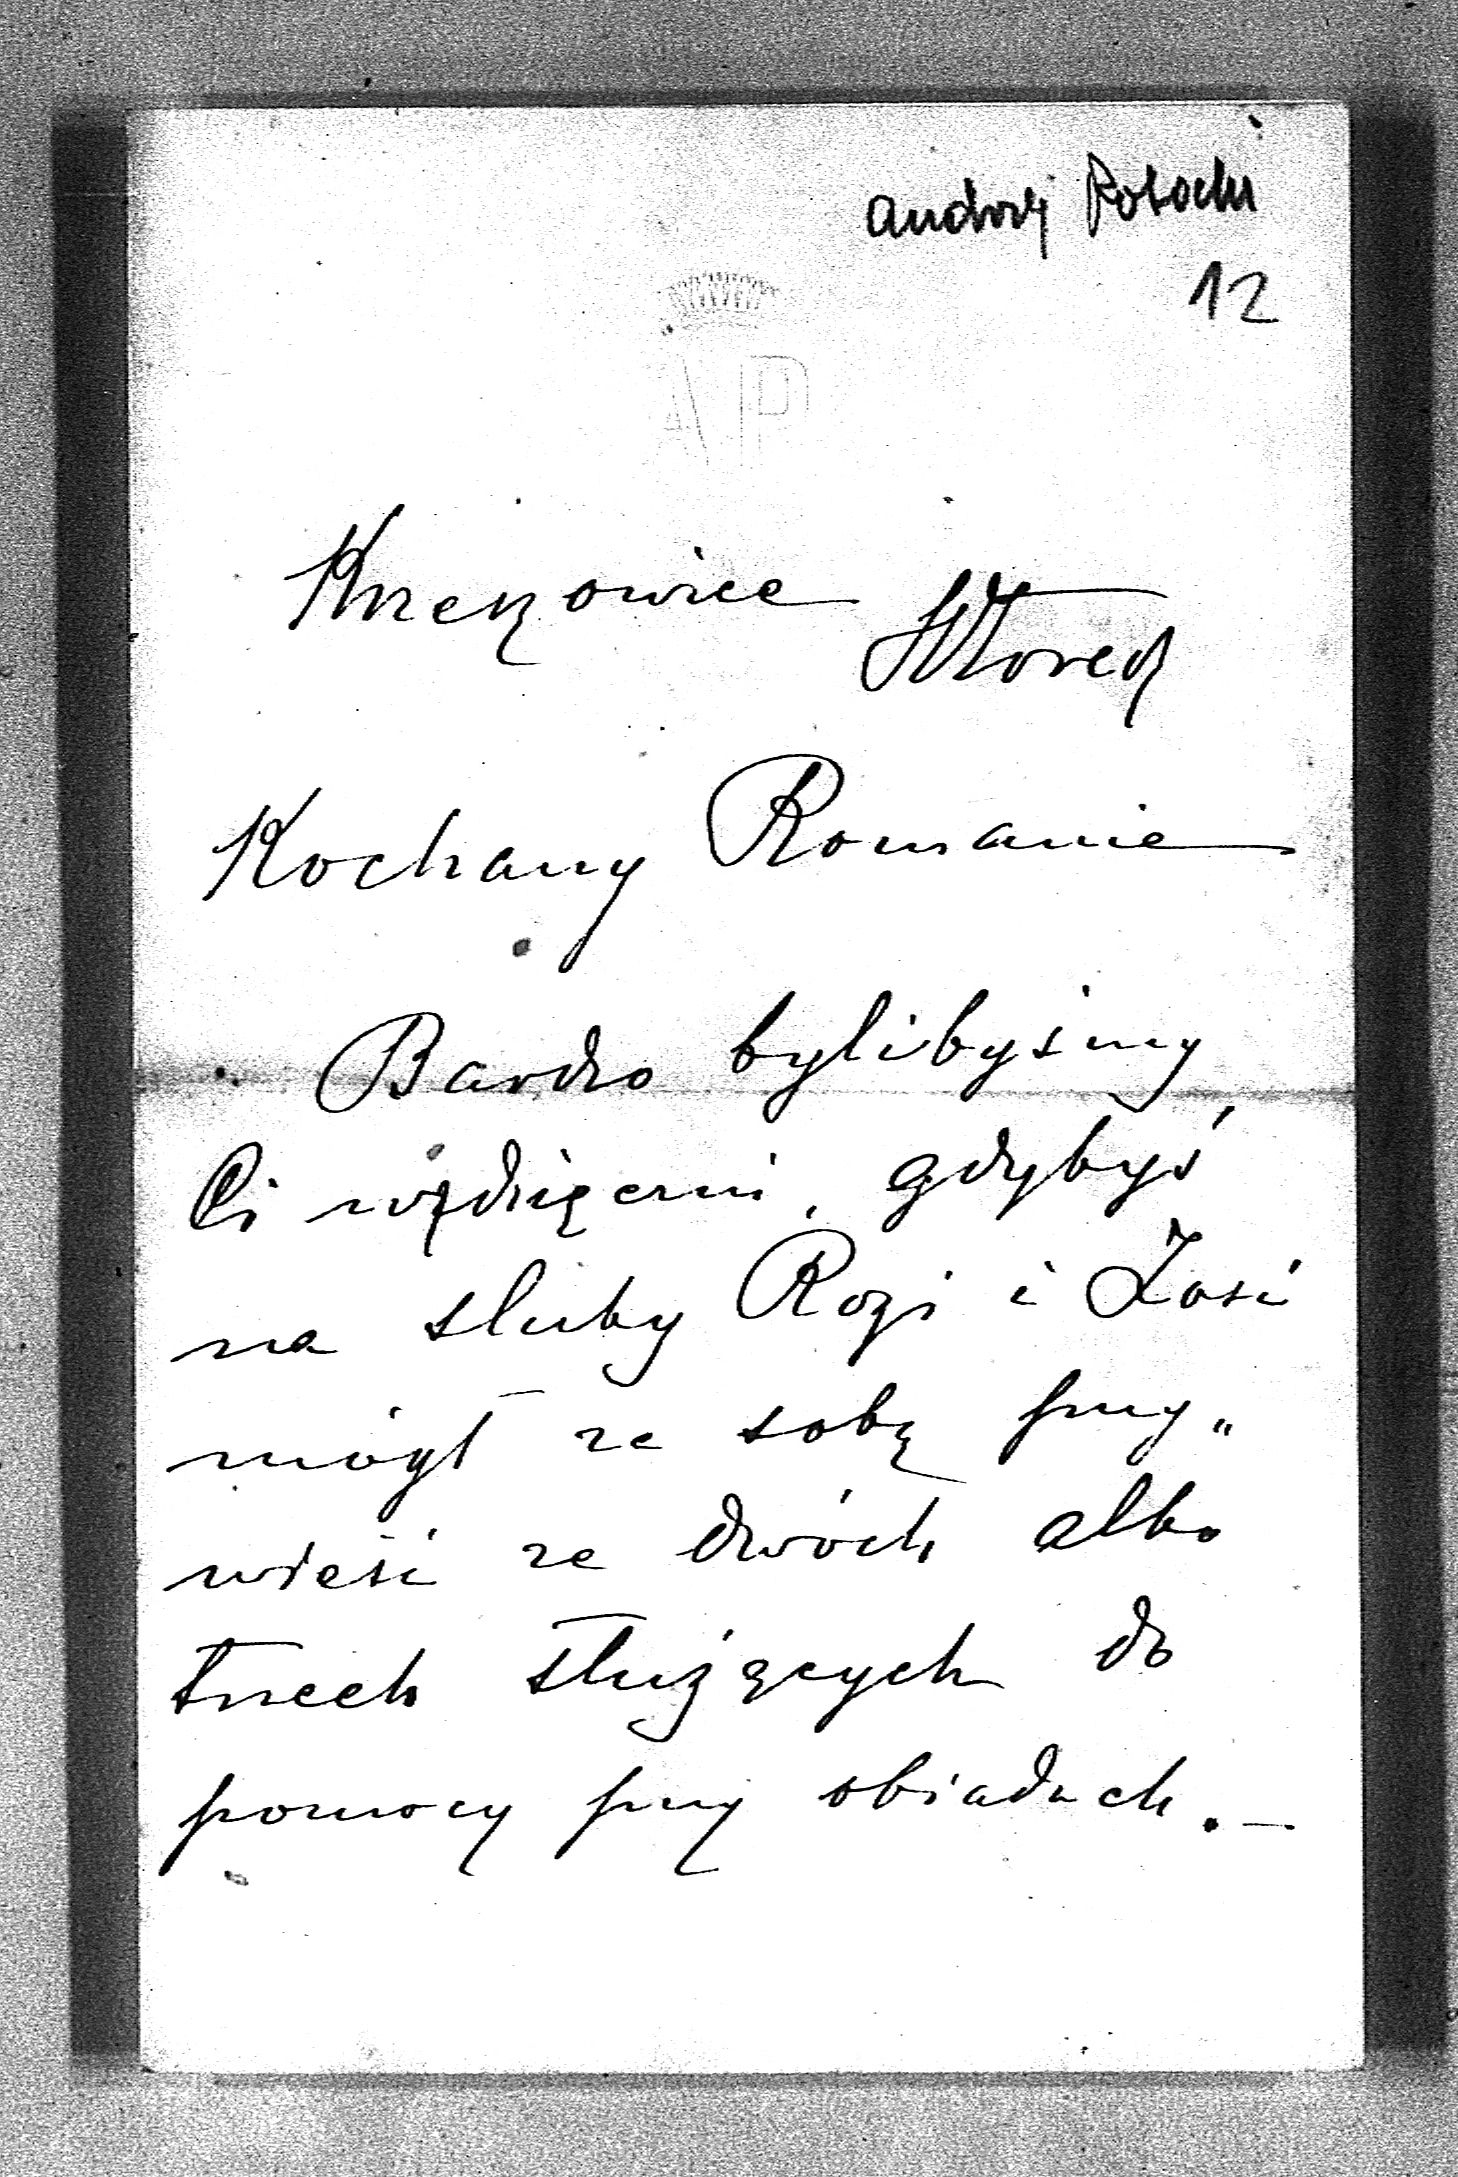 Andrzej Potocki
12
AP
Krzeszowice
Wtorek
Kochany Romanie
Bardzo bylibyśmy
Ci wdzięczni, gdybyś
na śluby Rozi i Zosi
mógł ze sobą przy„
wieść ze dwóch albo
trzech służących do
pomocy przy obiadach.–